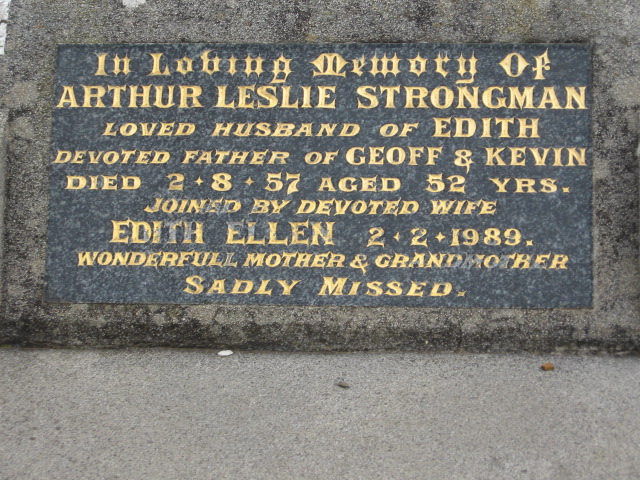 In Loving Memory Of
ARTHUR LESLIE STRONGMAN
LOVED HUSBAND OF EDITH
DEVOTED FATHER OF GEOFF & KEVIN
DIED 2·8·57 AGED 52 YRS.
JOINED BY DEVOTED WIFE
EDITH ELLEN 2·2·1989.
WONDERFULL MOTHER & GRANDMOTHER
SADLY MISSED.